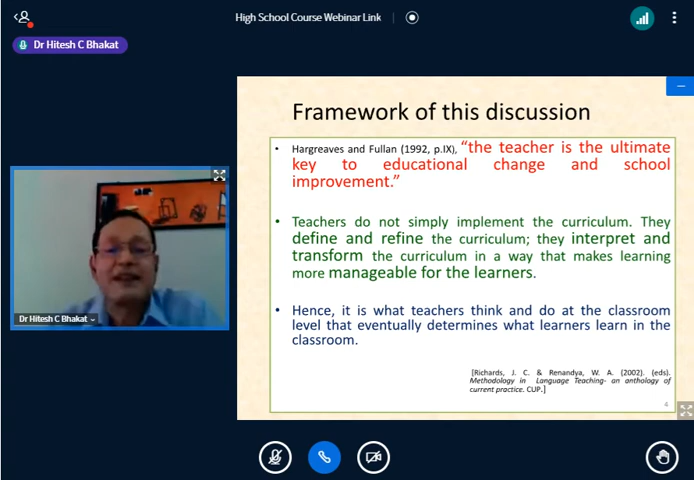 High School Course Webinar Link
Dr Hitesh C Bhakat
Framework of this discussion
• Hargreaves and Fullan (1992, p.IX), “the teacher is the ultimate
key to educational change and school
improvement.”
• Teachers do not simply implement the curriculum. They
define and refine the curriculum; they interpret and
transform the curriculum in a way that makes learning
more manageable for the learners.
• Hence, it is what teachers think and do at the classroom
level that eventually determines what learners learn in the
classroom.
[Richards, J. C. & Renandya, W. A. (2002). (eds).
Methodology in Language Teaching- an anthology of
current practice. CUP.]
4
Dr Hitesh C Bhakat